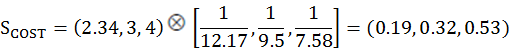 S_COST = (2.34, 3, 4) ⊗ [1/12.17, 1/9.5, 1/7.58] = (0.19, 0.32, 0.53)